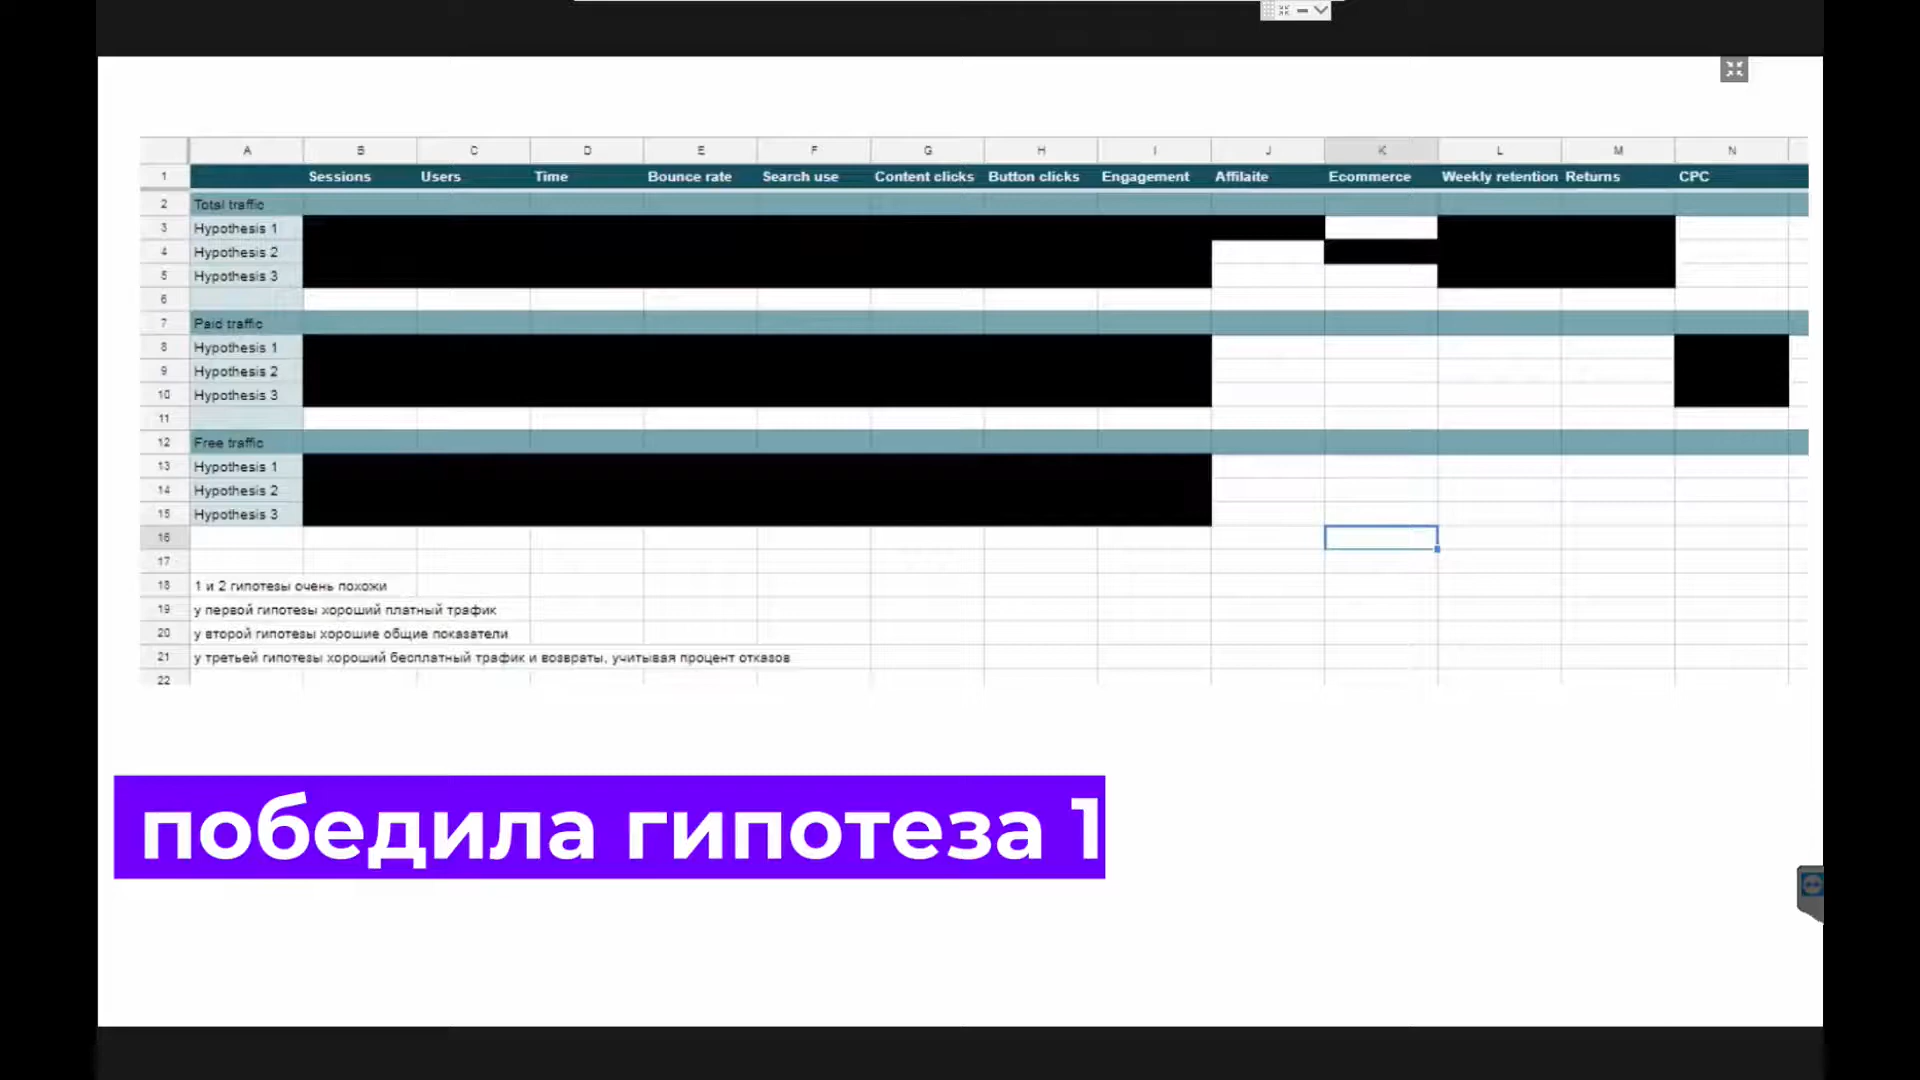 A B C D E F G H I J K L M N
1 Sessions Users Time Bounce rate Search use Content clicks Button clicks Engagement Affilaite Ecommerce Weekly retention Returns CPC
2 Total traffic
3 Hypothesis 1
4 Hypothesis 2
5 Hypothesis 3
6
7 Paid traffic
8 Hypothesis 1
9 Hypothesis 2
10 Hypothesis 3
11
12 Free traffic
13 Hypothesis 1
14 Hypothesis 2
15 Hypothesis 3
16
17
18 1 и 2 гипотезы очень похожи
19 у первой гипотезы хороший платный трафик
20 у второй гипотезы хорошие общие показатели
21 у третьей гипотезы хороший бесплатный трафик и возвраты, учитывая процент отказов
22
победила гипотеза 1